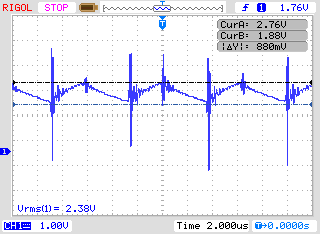 RIGOL STOP T f 1 1.76V
CurA: 2.76V
CurB: 1.88V
|ΔY|: 880mV
T
1
Vrms(1)= 2.38V
CH1 1.00V Time 2.000us T→0.0000s